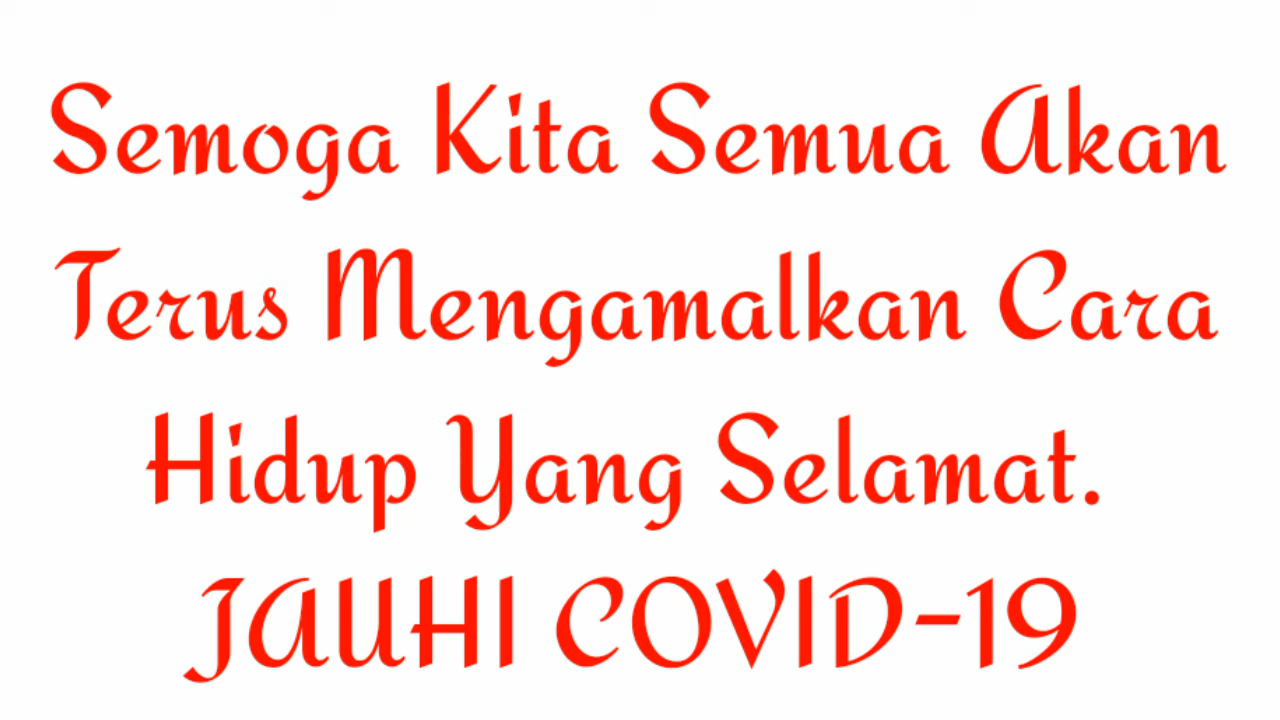 Semoga Kita Semua Akan
Terus Mengamalkan Cara
Hidup Yang Selamat.
JAUHI COVID-19